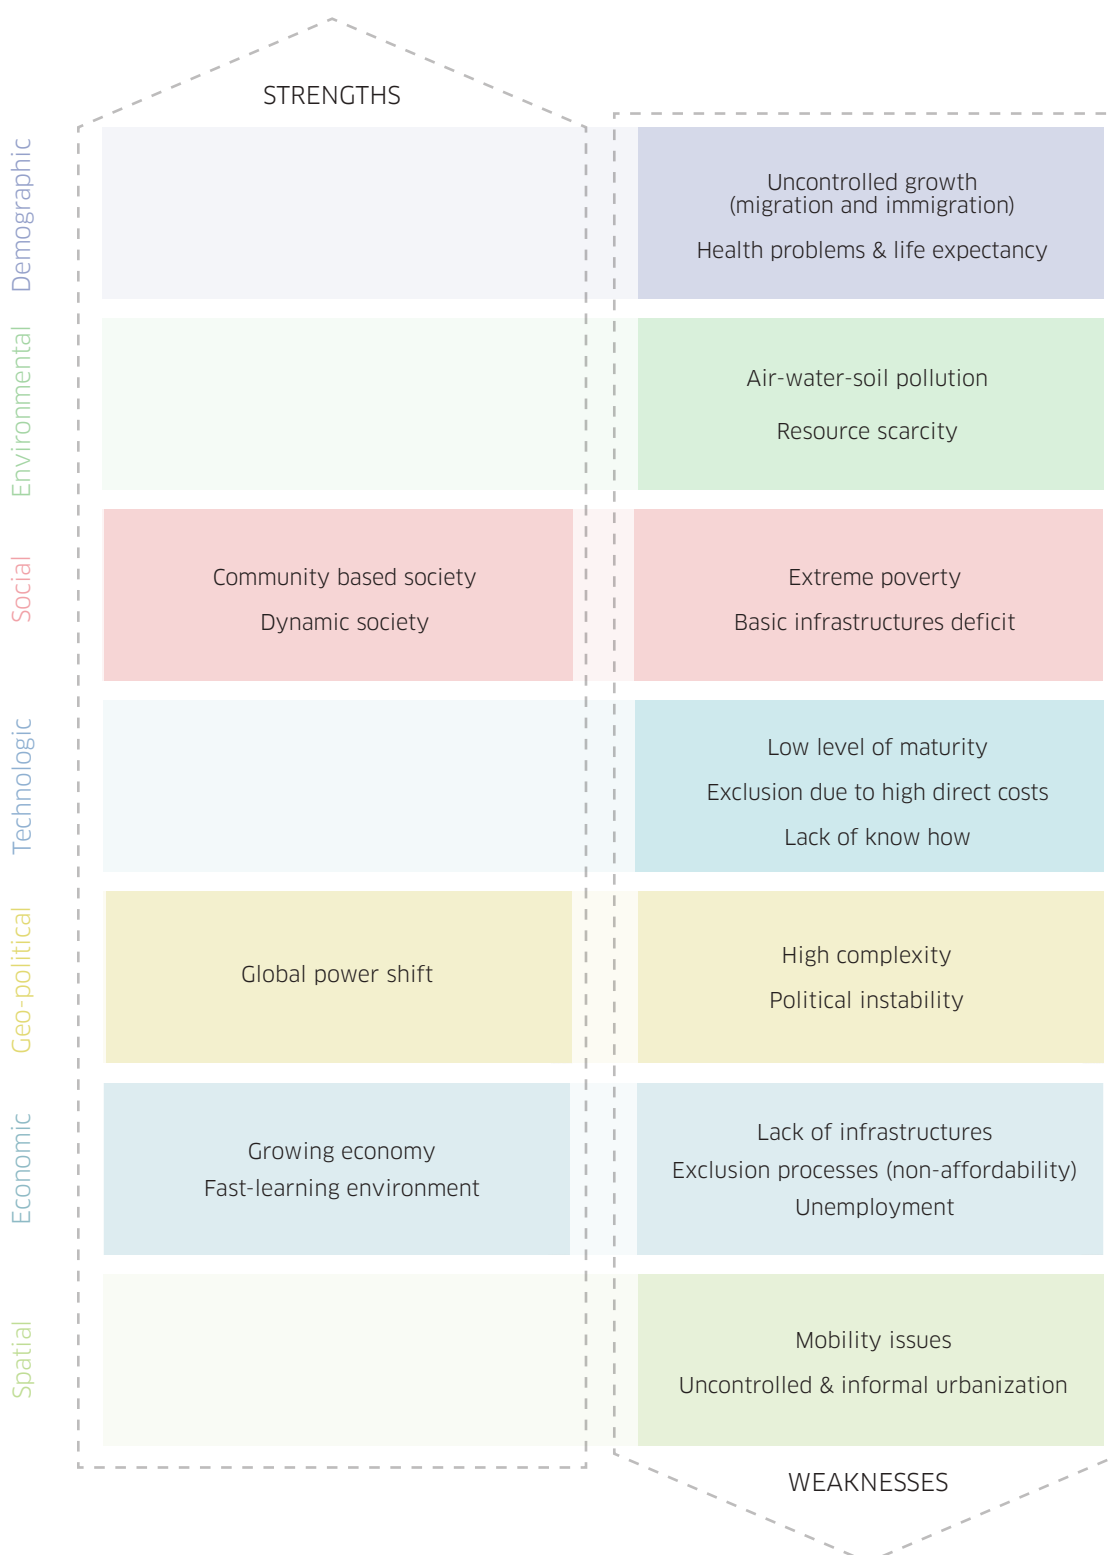 STRENGTHS
Demographic
Uncontrolled growth
(migration and immigration)
Health problems & life expectancy
Environmental
Air-water-soil pollution
Resource scarcity
Social
Community based society
Dynamic society
Extreme poverty
Basic infrastructures deficit
Technologic
Low level of maturity
Exclusion due to high direct costs
Lack of know how
Geo-political
Global power shift
High complexity
Political instability
Economic
Growing economy
Fast-learning environment
Lack of infrastructures
Exclusion processes (non-affordability)
Unemployment
Spatial
Mobility issues
Uncontrolled & informal urbanization
WEAKNESSES